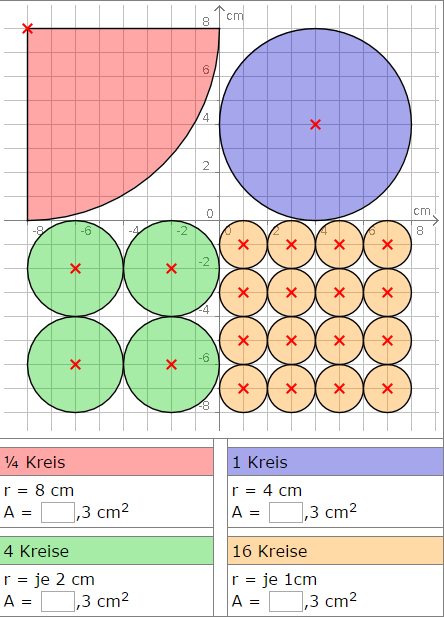 8 cm
6
4
2
0 cm
-8 -6 -4 -2 2 4 6 8
-2
-4
-6
-8
¼ Kreis
r = 8 cm
A = ,3 cm²
1 Kreis
r = 4 cm
A = ,3 cm²
4 Kreise
r = je 2 cm
A = ,3 cm²
16 Kreise
r = je 1cm
A = ,3 cm²